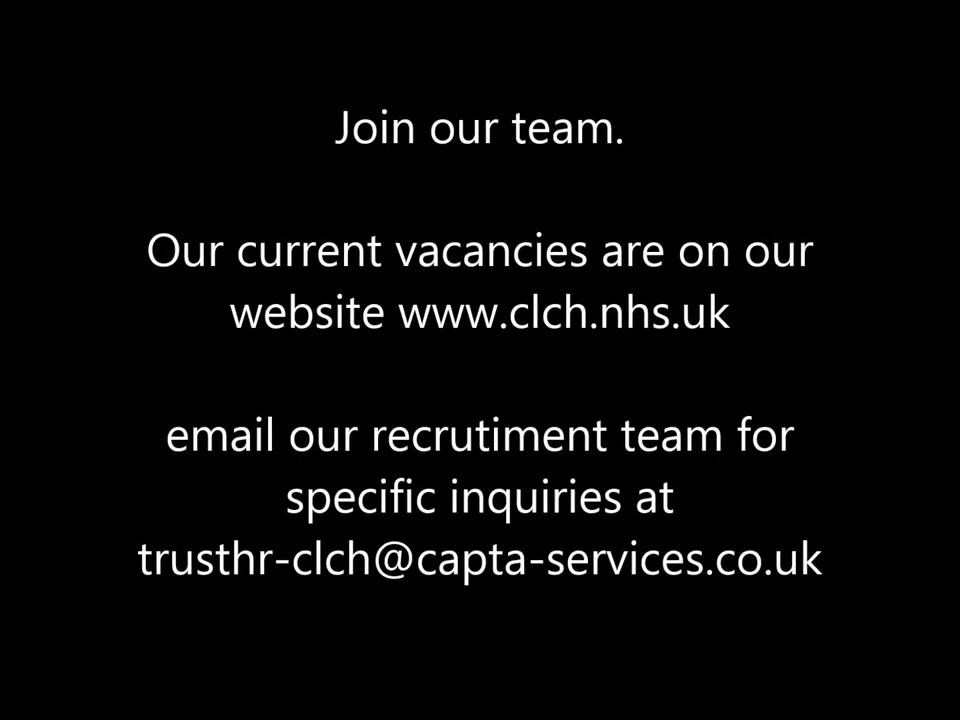 Join our team.
Our current vacancies are on our
website www.clch.nhs.uk
email our recrutiment team for
specific inquiries at
trusthr-clch@capta-services.co.uk